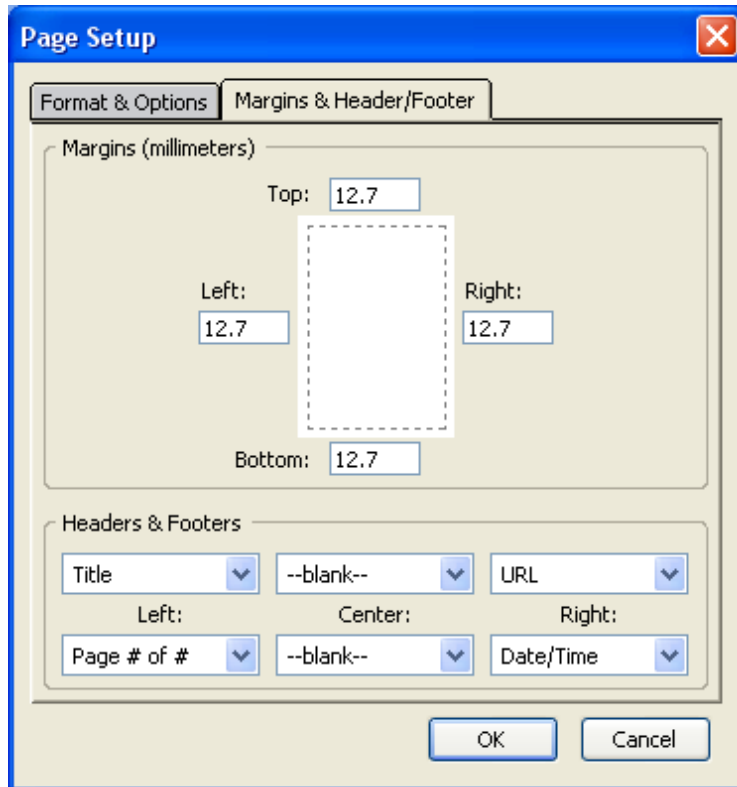 Page Setup
Format & Options Margins & Header/Footer
Margins (millimeters)
Top: 12.7
Left: Right:
12.7 12.7
Bottom: 12.7
Headers & Footers
Title --blank-- URL
Left: Center: Right:
Page # of # --blank-- Date/Time
OK Cancel